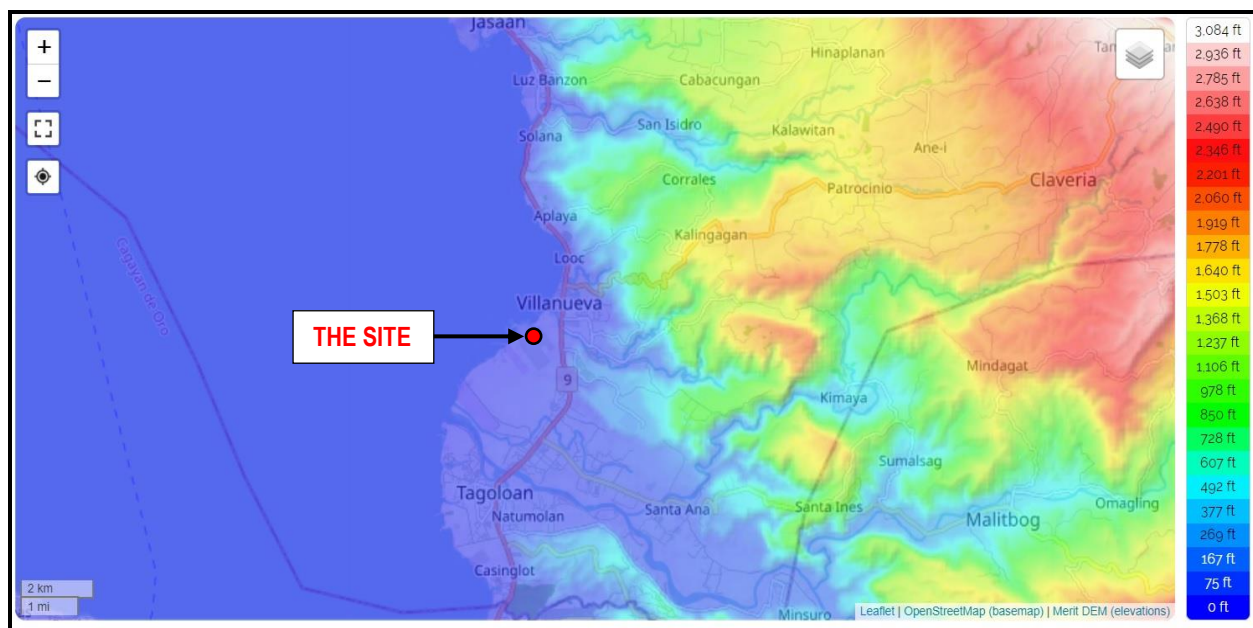 Jasaan
+
−
Hinaplanan
Luz Banzon
Cabacungan
San Isidro
Kalawitan
Solana
Ane-i
Corrales
Claveria
Patrocinio
Aplaya
Kalingagan
Cagayan de Oro
Looc
Villanueva
THE SITE
9
Mindagat
Kimaya
Sumalsag
Tagoloan
Natumolan
Santa Ana
Santa Ines
Malitbog
Omagling
Casinglot
Minsuro
2 km
1 mi
Leaflet | OpenStreetMap (basemap) | Merit DEM (elevations)
3,084 ft
2,936 ft
2,785 ft
2,638 ft
2,490 ft
2,346 ft
2,201 ft
2,060 ft
1,919 ft
1,778 ft
1,640 ft
1,503 ft
1,368 ft
1,237 ft
1,106 ft
978 ft
850 ft
728 ft
607 ft
492 ft
377 ft
269 ft
167 ft
75 ft
0 ft